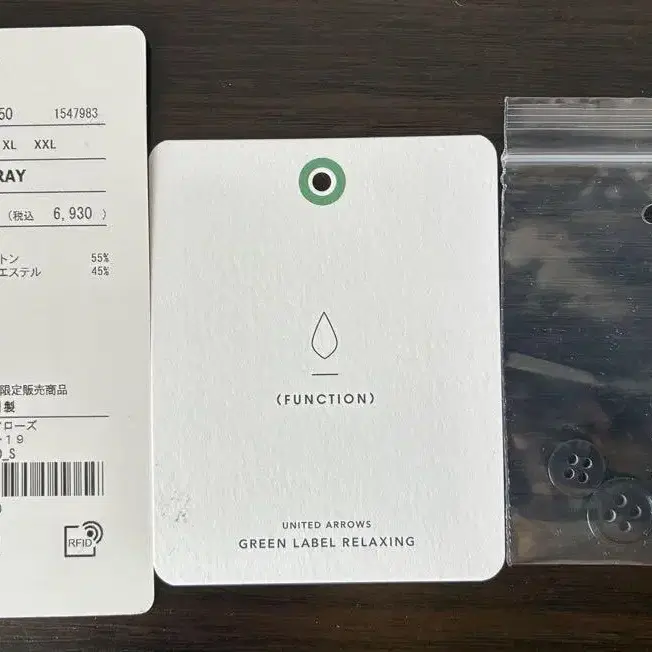 50 1547983
XL XXL
RAY
(税込 6,930 )
トン 55%
エステル 45%
限定販売商品
製
ローズ
-19
_S
RFID
(FUNCTION)
UNITED ARROWS
GREEN LABEL RELAXING